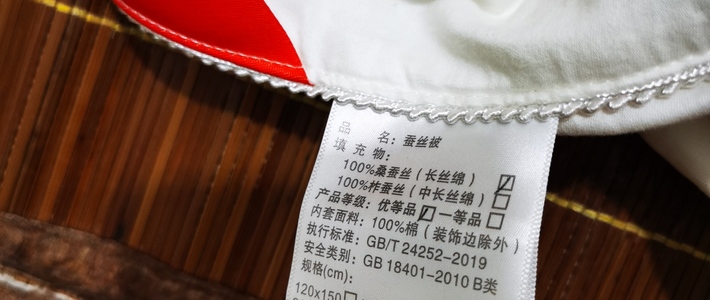 品 名：蚕丝被
填 充 物：
100%桑蚕丝（长丝绵）☑
100%柞蚕丝（中长丝绵）□
产品等级：优等品☑一等品□
内套面料：100%棉（装饰边除外）
执行标准：GB/T 24252-2019
安全类别：GB 18401-2010 B类
规格(cm)：
120x150□